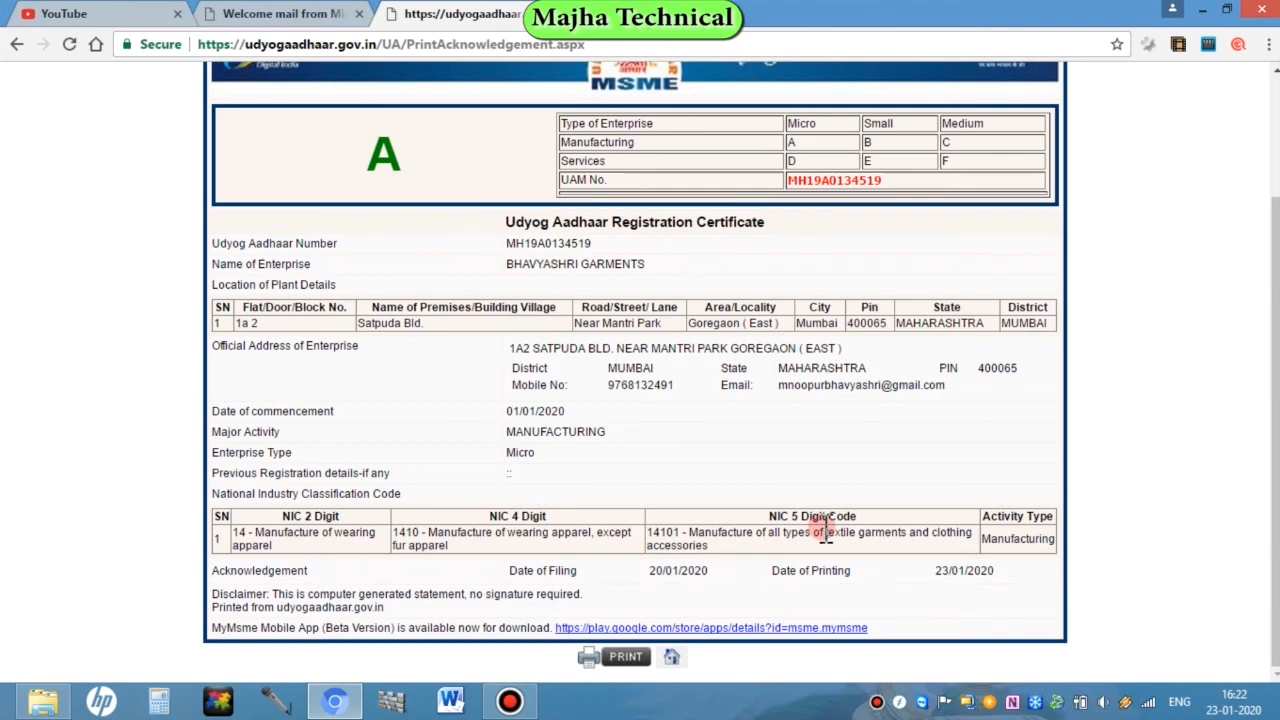 YouTube
Welcome mail from Mi
https://udyogaadhaar
Majha Technical
Secure
https://udyogaadhaar.gov.in/UA/PrintAcknowledgement.aspx
Digital India
MSME
A
Type of Enterprise Micro Small Medium
Manufacturing A B C
Services D E F
UAM No. MH19A0134519
Udyog Aadhaar Registration Certificate
Udyog Aadhaar Number MH19A0134519
Name of Enterprise BHAVYASHRI GARMENTS
Location of Plant Details
SN Flat/Door/Block No. Name of Premises/Building Village Road/Street/ Lane Area/Locality City Pin State District
1 1a 2 Satpuda Bld. Near Mantri Park Goregaon ( East ) Mumbai 400065 MAHARASHTRA MUMBAI
Official Address of Enterprise 1A2 SATPUDA BLD. NEAR MANTRI PARK GOREGAON ( EAST )
District MUMBAI State MAHARASHTRA PIN 400065
Mobile No: 9768132491 Email: mnoopurbhavyashri@gmail.com
Date of commencement 01/01/2020
Major Activity MANUFACTURING
Enterprise Type Micro
Previous Registration details-if any ::
National Industry Classification Code
SN NIC 2 Digit NIC 4 Digit NIC 5 Digit Code Activity Type
1 14 - Manufacture of wearing 1410 - Manufacture of wearing apparel, except 14101 - Manufacture of all types of textile garments and clothing Manufacturing
apparel fur apparel accessories
Acknowledgement Date of Filing 20/01/2020 Date of Printing 23/01/2020
Disclaimer: This is computer generated statement, no signature required.
Printed from udyogaadhaar.gov.in
MyMsme Mobile App (Beta Version) is available now for download. https://play.google.com/store/apps/details?id=msme.mymsme
PRINT
ENG
16:22
23-01-2020